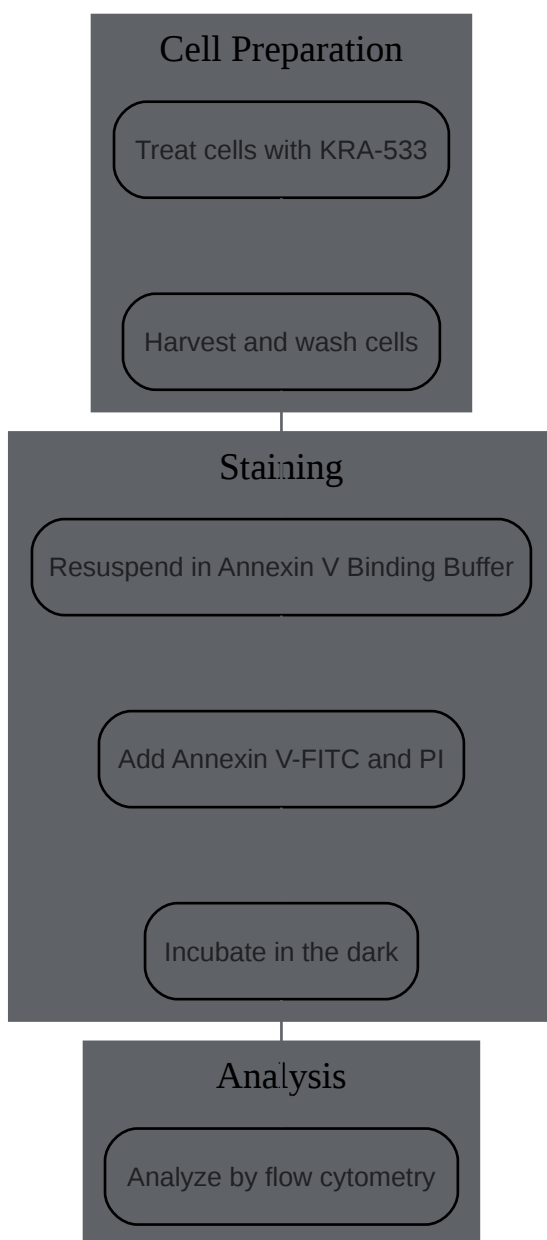 Cell Preparation
Treat cells with KRA-533
Harvest and wash cells
Staining
Resuspend in Annexin V Binding Buffer
Add Annexin V-FITC and PI
Incubate in the dark
Analysis
Analyze by flow cytometry